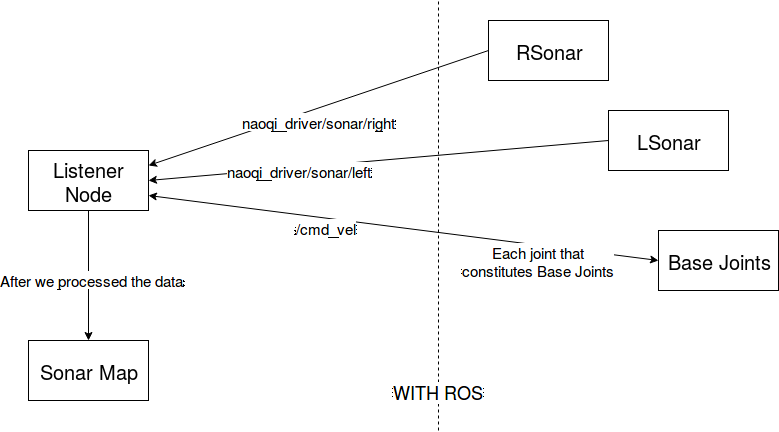 RSonar
naoqi_driver/sonar/right
LSonar
naoqi_driver/sonar/left
Listener
Node
/cmd_vel
Each joint that
constitutes Base Joints
Base Joints
After we processed the data
Sonar Map
WITH ROS